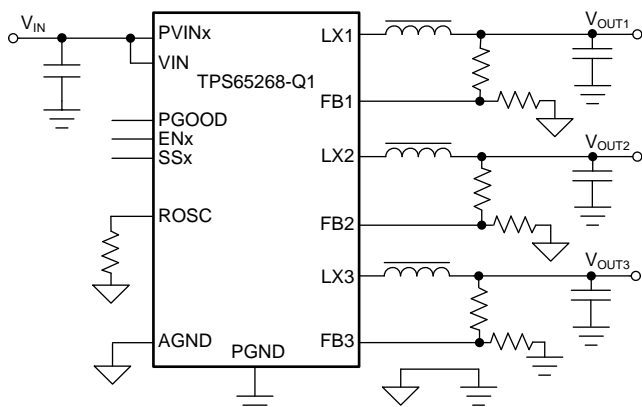 VIN
PVINx
VIN
TPS65268-Q1
PGOOD
ENx
SSx
ROSC
AGND
PGND
LX1
VOUT1
FB1
LX2
VOUT2
FB2
LX3
VOUT3
FB3